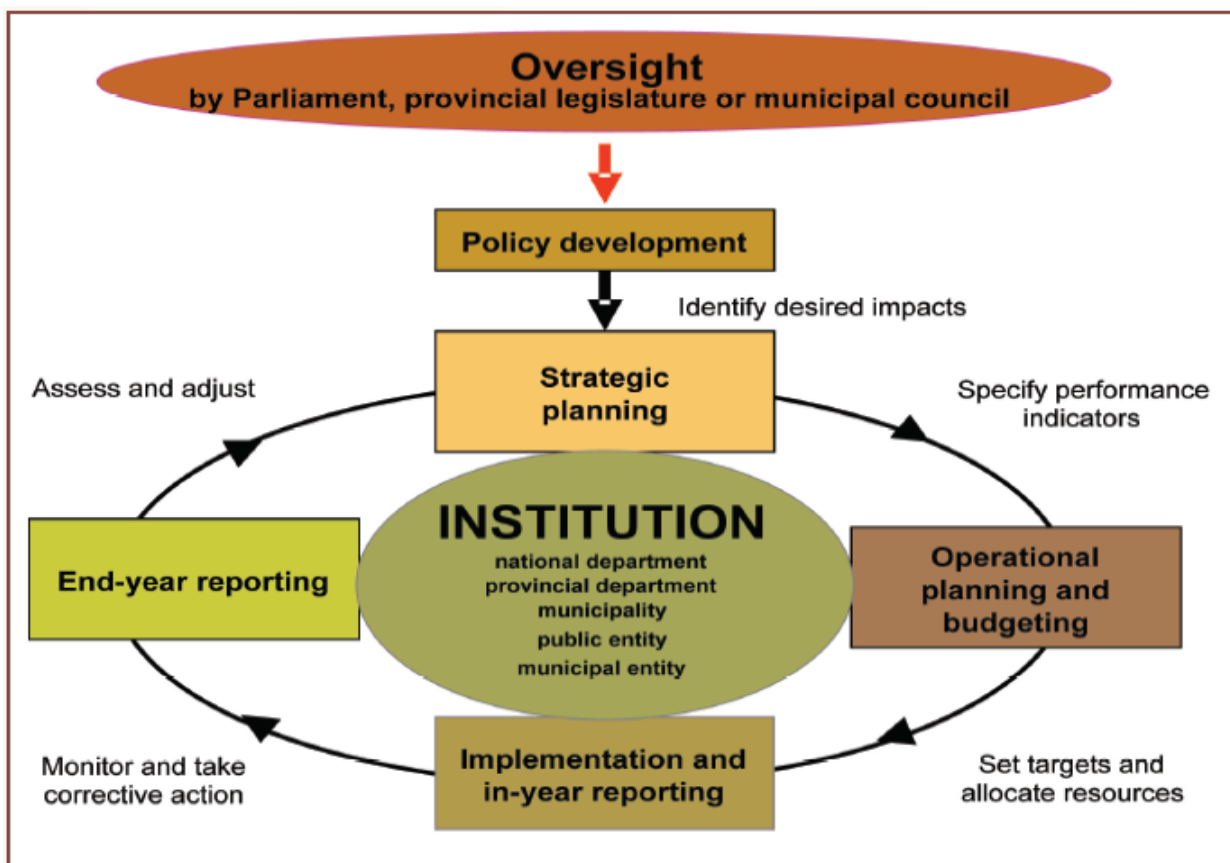 Oversight
by Parliament, provincial legislature or municipal council
Policy development
Identify desired impacts
Strategic
planning
Assess and adjust
Specify performance
indicators
INSTITUTION
national department
provincial department
municipality
public entity
municipal entity
End-year reporting
Operational
planning and
budgeting
Implementation and
in-year reporting
Monitor and take
corrective action
Set targets and
allocate resources